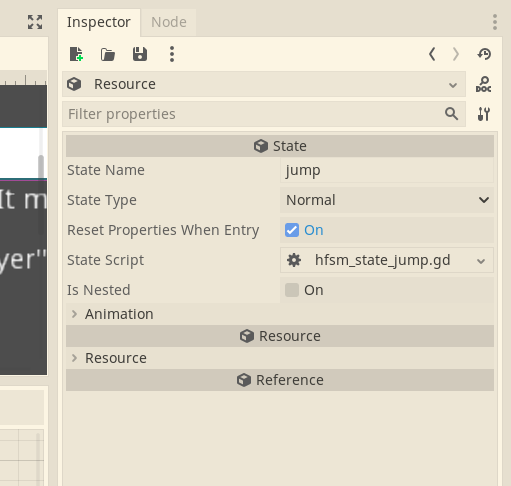 Inspector
Node
Resource
DOC
Filter properties
State
State Name
jump
State Type
Normal
Reset Properties When Entry
On
State Script
hfsm_state_jump.gd
Is Nested
On
Animation
Resource
Resource
Reference
It m
yer"